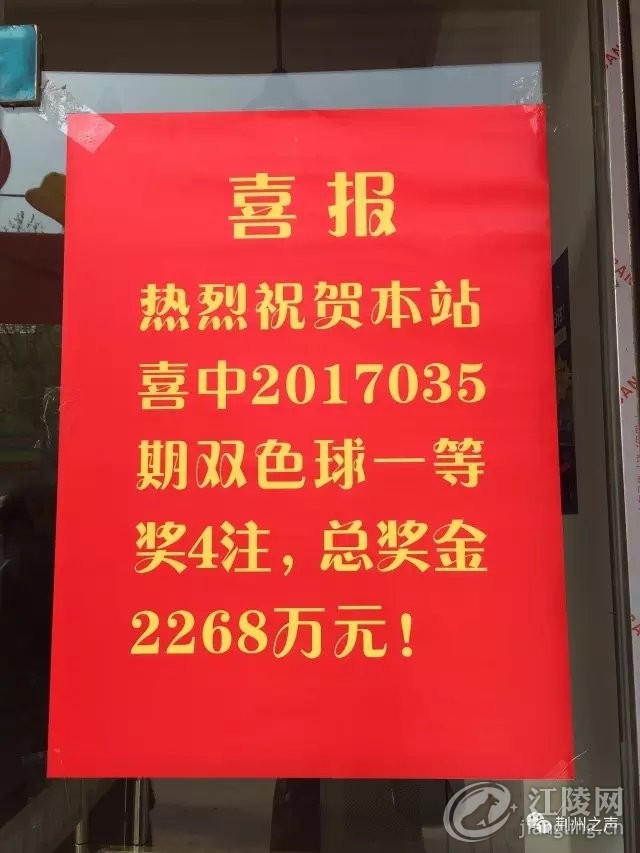 喜报
热烈祝贺本站
喜中2017035
期双色球一等
奖4注，总奖金
2268万元！
江陵网
jiangling.cn
荆州之声